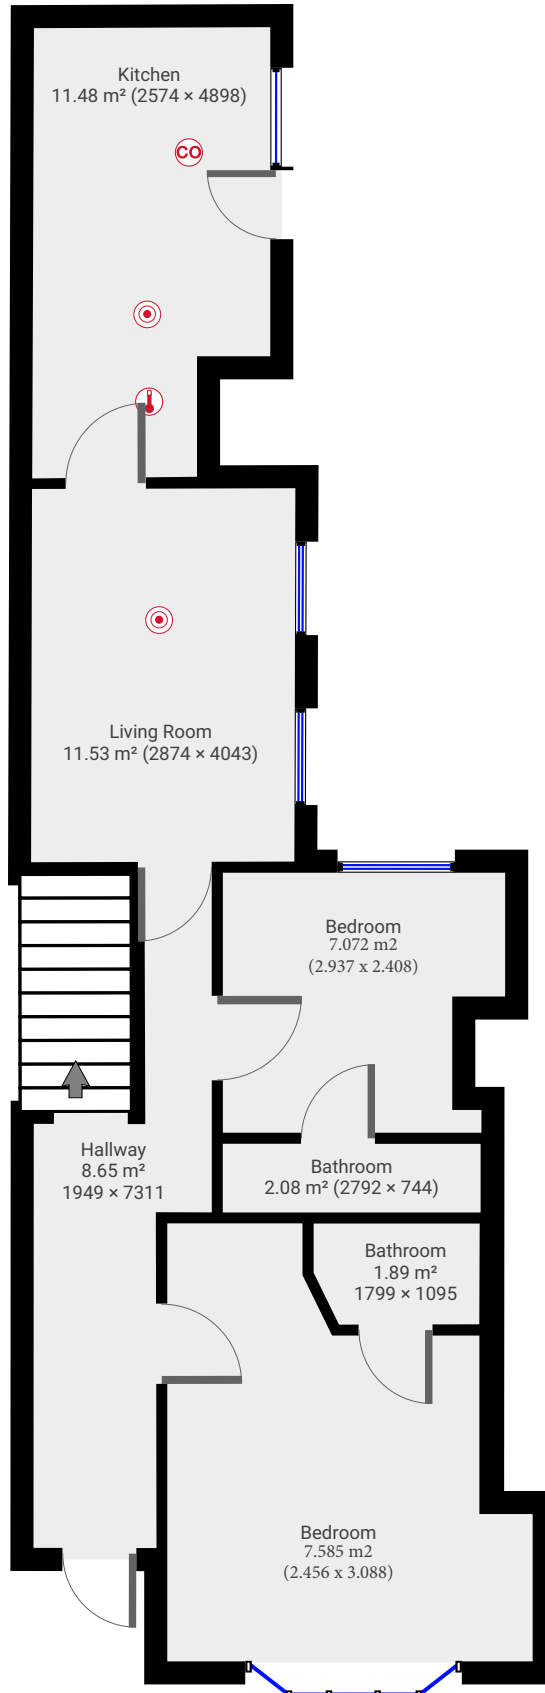 Kitchen
11.48 m² (2574 × 4898)
CO
Living Room
11.53 m² (2874 × 4043)
Bedroom
7.072 m2
(2.937 x 2.408)
Hallway
8.65 m²
1949 × 7311
Bathroom
2.08 m² (2792 × 744)
Bathroom
1.89 m²
1799 × 1095
Bedroom
7.585 m2
(2.456 x 3.088)